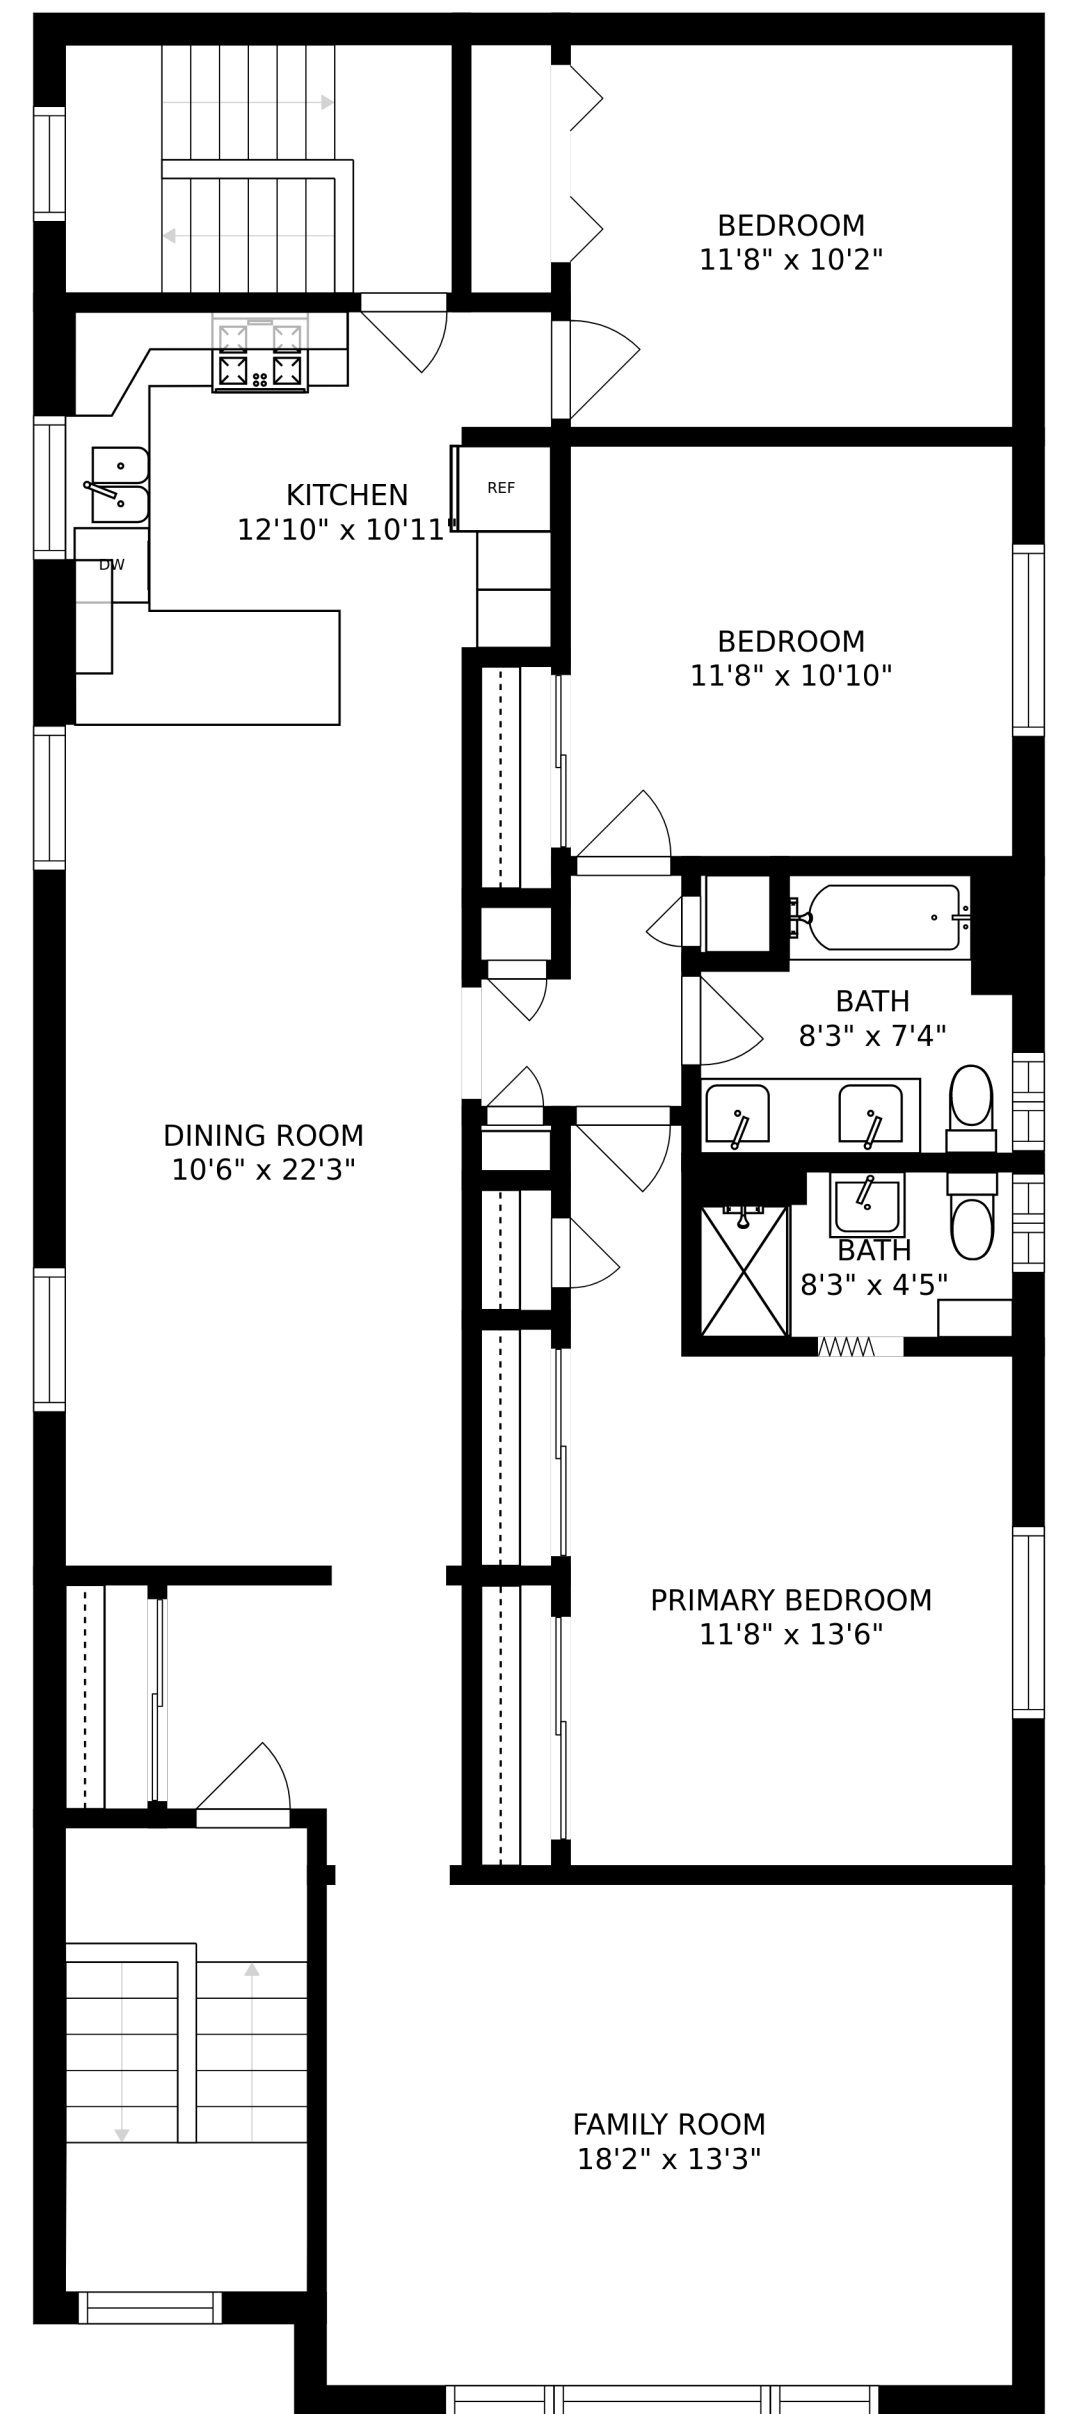 BEDROOM
11'8" x 10'2"
KITCHEN
12'10" x 10'11"
REF
DW
BEDROOM
11'8" x 10'10"
BATH
8'3" x 7'4"
DINING ROOM
10'6" x 22'3"
BATH
8'3" x 4'5"
PRIMARY BEDROOM
11'8" x 13'6"
FAMILY ROOM
18'2" x 13'3"